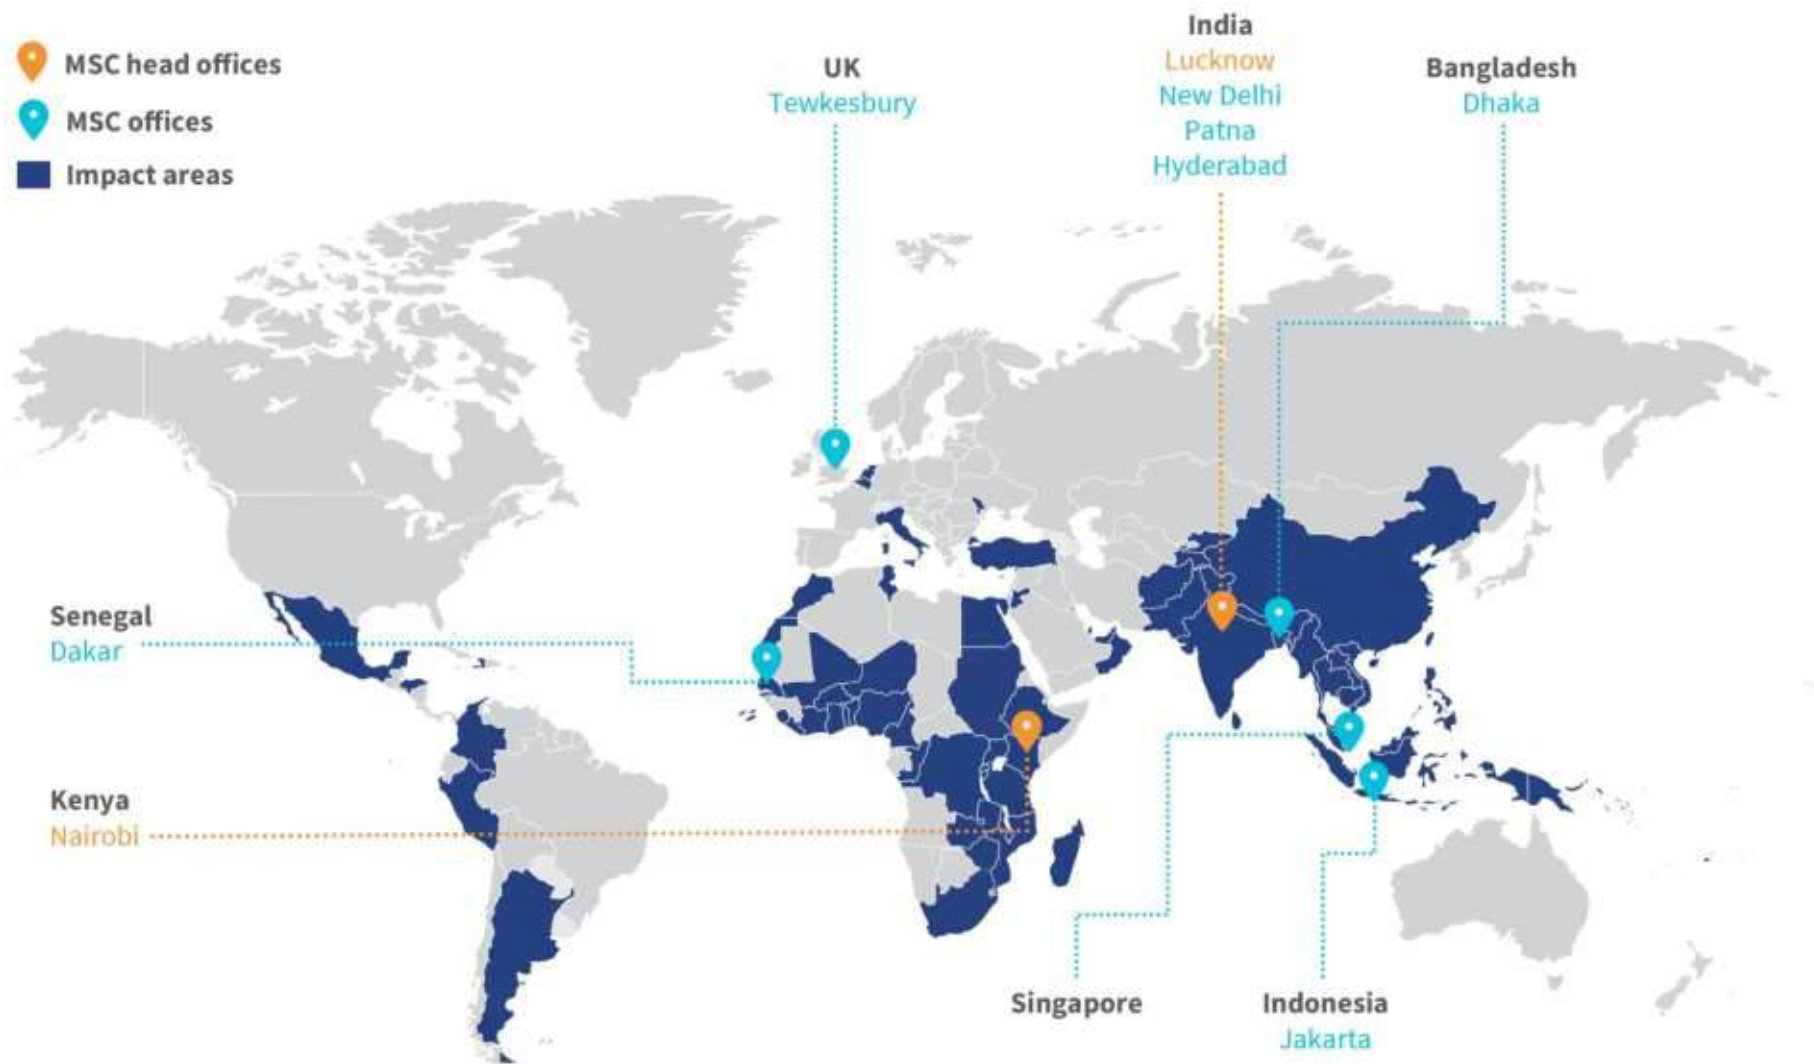 MSC head offices
MSC offices
Impact areas
UK
Tewkesbury
India
Lucknow
New Delhi
Patna
Hyderabad
Bangladesh
Dhaka
Senegal
Dakar
Kenya
Nairobi
Singapore
Indonesia
Jakarta